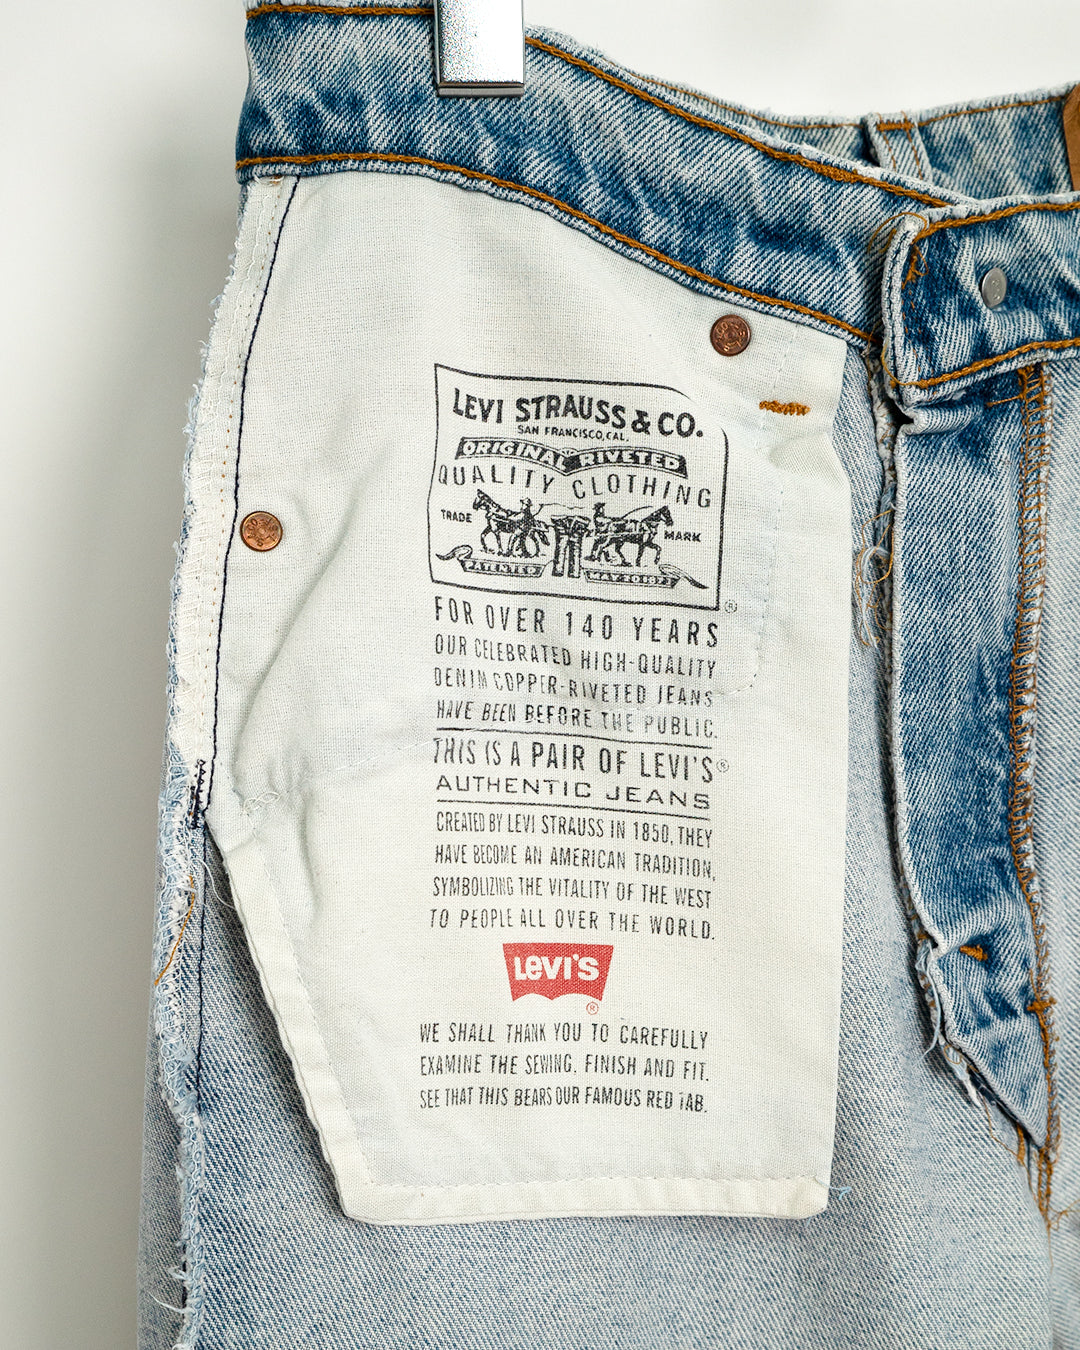 LEVI STRAUSS & CO.
SAN FRANCISCO, CAL.
ORIGINAL RIVETED
QUALITY CLOTHING
TRADE MARK
PATENTED MAY 20 1873
®
FOR OVER 140 YEARS
OUR CELEBRATED HIGH-QUALITY
DENIM COPPER-RIVETED JEANS
HAVE BEEN BEFORE THE PUBLIC.
THIS IS A PAIR OF LEVI'S®
AUTHENTIC JEANS
CREATED BY LEVI STRAUSS IN 1850, THEY
HAVE BECOME AN AMERICAN TRADITION,
SYMBOLIZING THE VITALITY OF THE WEST
TO PEOPLE ALL OVER THE WORLD.
LEVI'S
®
WE SHALL THANK YOU TO CAREFULLY
EXAMINE THE SEWING, FINISH AND FIT.
SEE THAT THIS BEARS OUR FAMOUS RED TAB.